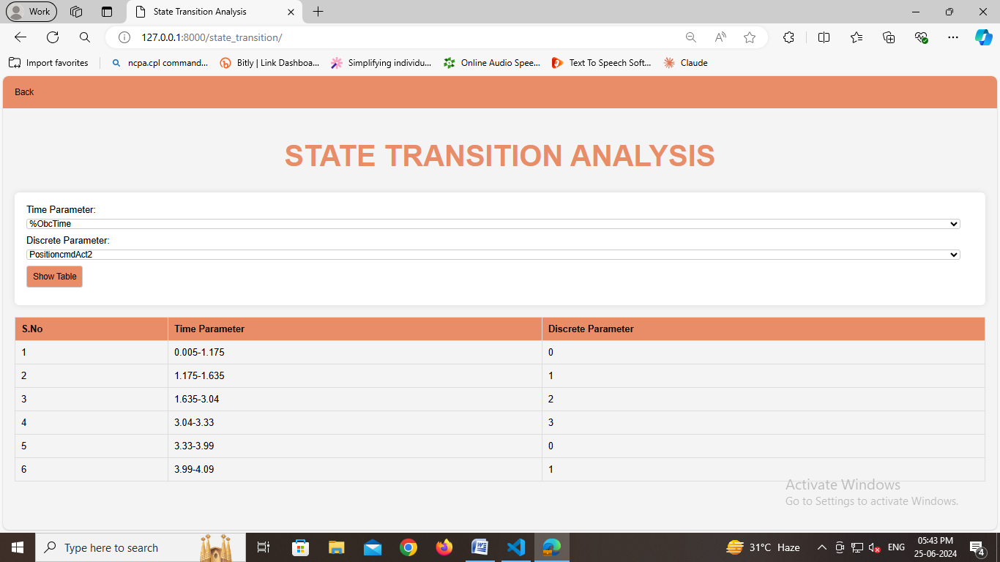 Work
State Transition Analysis
127.0.0.1:8000/state_transition/
Import favorites
ncpa.cpl command...
Bitly | Link Dashboa...
Simplifying individu...
Online Audio Spee...
Text To Speech Soft...
Claude
Back
STATE TRANSITION ANALYSIS
Time Parameter:
%ObcTime
Discrete Parameter:
PositioncmdAct2
Show Table
S.No Time Parameter Discrete Parameter
1 0.005-1.175 0
2 1.175-1.635 1
3 1.635-3.04 2
4 3.04-3.33 3
5 3.33-3.99 0
6 3.99-4.09 1
Activate Windows
Go to Settings to activate Windows.
Type here to search
31°C Haze
ENG
05:43 PM
25-06-2024
4